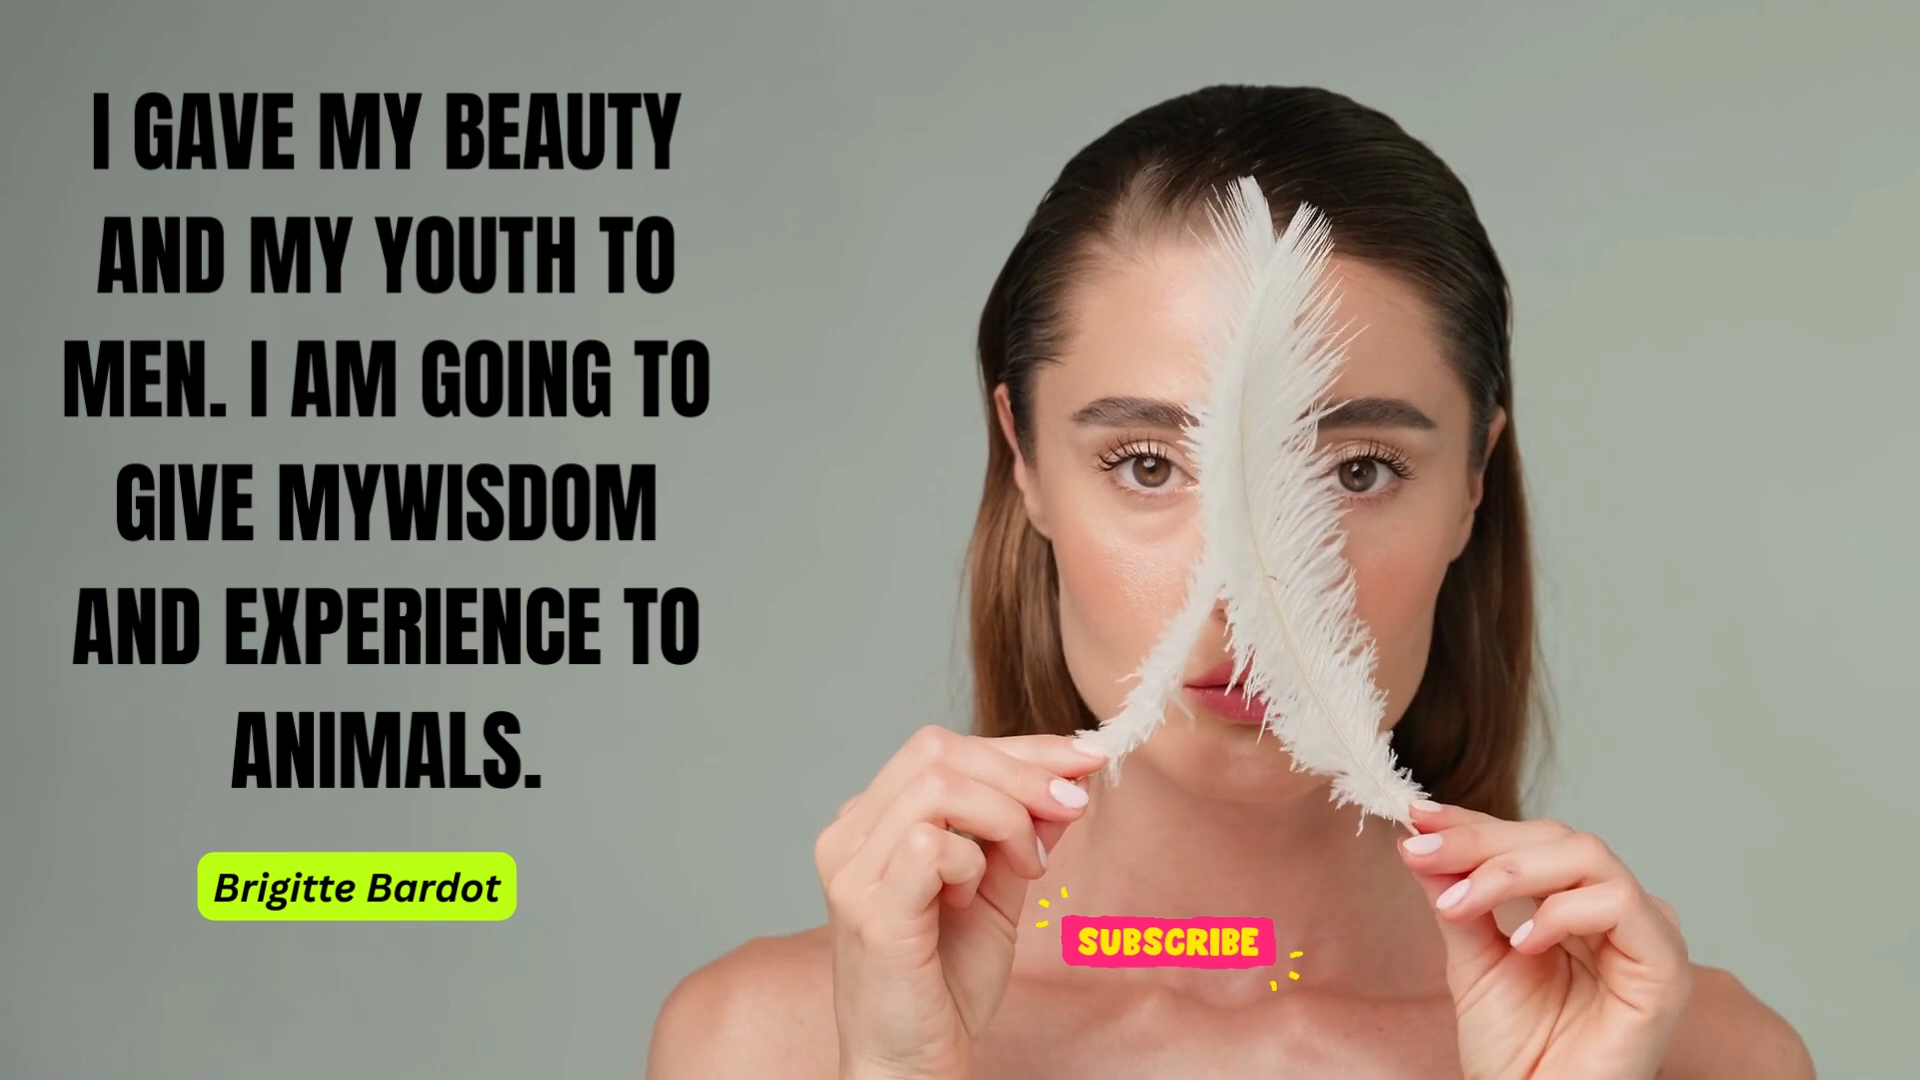 I GAVE MY BEAUTY
AND MY YOUTH TO
MEN. I AM GOING TO
GIVE MYWISDOM
AND EXPERIENCE TO
ANIMALS.
Brigitte Bardot
SUBSCRIBE